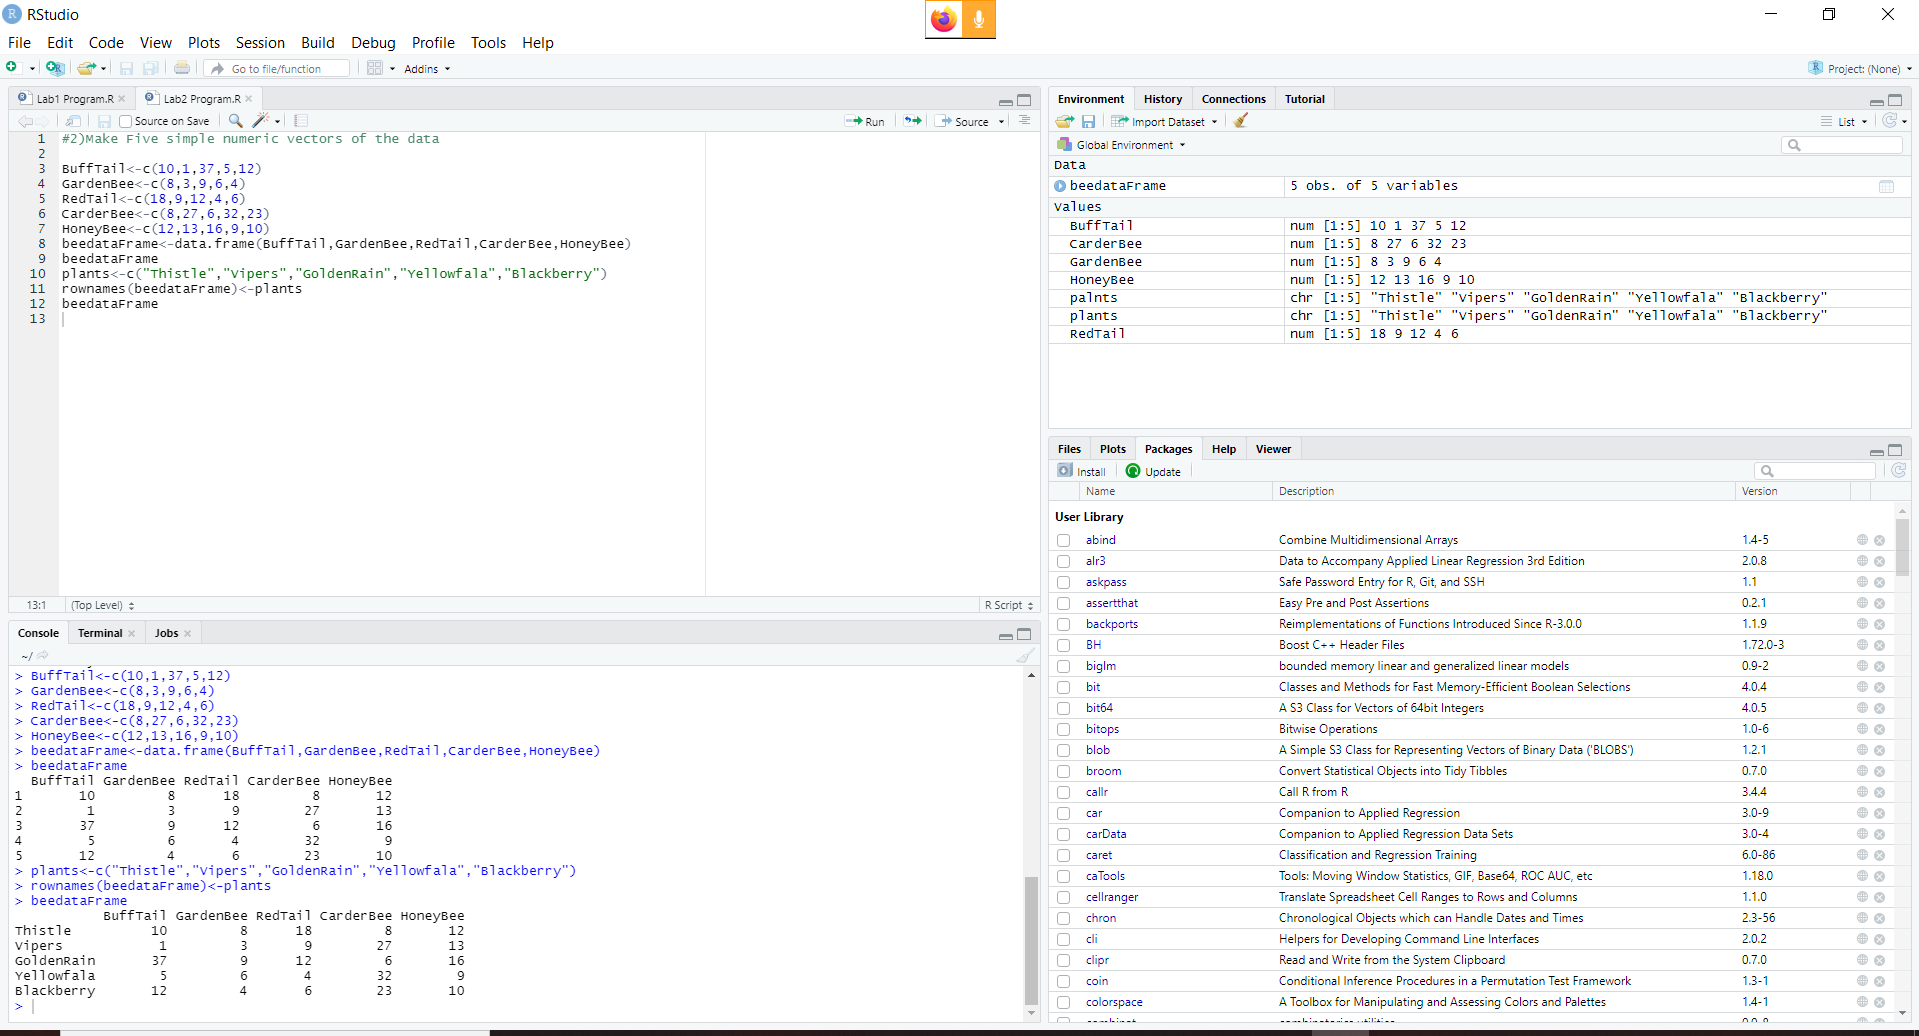 RStudio
File Edit Code View Plots Session Build Debug Profile Tools Help
Go to file/function Addins Project: (None)
Lab1 Program.R Lab2 Program.R
Source on Save Run Source
1 #2)Make Five simple numeric vectors of the data
2
3 BuffTail<-c(10,1,37,5,12)
4 GardenBee<-c(8,3,9,6,4)
5 RedTail<-c(18,9,12,4,6)
6 CarderBee<-c(8,27,6,32,23)
7 HoneyBee<-c(12,13,16,9,10)
8 beedataFrame<-data.frame(BuffTail,GardenBee,RedTail,CarderBee,HoneyBee)
9 beedataFrame
10 plants<-c("Thistle","Vipers","GoldenRain","Yellowfala","Blackberry")
11 rownames(beedataFrame)<-plants
12 beedataFrame
13
13:1 (Top Level) R Script
Console Terminal Jobs
~/
> BuffTail<-c(10,1,37,5,12)
> GardenBee<-c(8,3,9,6,4)
> RedTail<-c(18,9,12,4,6)
> CarderBee<-c(8,27,6,32,23)
> HoneyBee<-c(12,13,16,9,10)
> beedataFrame<-data.frame(BuffTail,GardenBee,RedTail,CarderBee,HoneyBee)
> beedataFrame
BuffTail GardenBee RedTail CarderBee HoneyBee
1 10 8 18 8 12
2 1 3 9 27 13
3 37 9 12 6 16
4 5 6 4 32 9
5 12 4 6 23 10
> plants<-c("Thistle","Vipers","GoldenRain","Yellowfala","Blackberry")
> rownames(beedataFrame)<-plants
> beedataFrame
BuffTail GardenBee RedTail CarderBee HoneyBee
Thistle 10 8 18 8 12
Vipers 1 3 9 27 13
GoldenRain 37 9 12 6 16
Yellowfala 5 6 4 32 9
Blackberry 12 4 6 23 10
>
Environment History Connections Tutorial
Import Dataset List
Global Environment
Data
beedataFrame 5 obs. of 5 variables
Values
BuffTail num [1:5] 10 1 37 5 12
CarderBee num [1:5] 8 27 6 32 23
GardenBee num [1:5] 8 3 9 6 4
HoneyBee num [1:5] 12 13 16 9 10
palnts chr [1:5] "Thistle" "Vipers" "GoldenRain" "Yellowfala" "Blackberry"
plants chr [1:5] "Thistle" "Vipers" "GoldenRain" "Yellowfala" "Blackberry"
RedTail num [1:5] 18 9 12 4 6
Files Plots Packages Help Viewer
Install Update
Name Description Version
User Library
abind Combine Multidimensional Arrays 1.4-5
alr3 Data to Accompany Applied Linear Regression 3rd Edition 2.0.8
askpass Safe Password Entry for R, Git, and SSH 1.1
assertthat Easy Pre and Post Assertions 0.2.1
backports Reimplementations of Functions Introduced Since R-3.0.0 1.1.9
BH Boost C++ Header Files 1.72.0-3
biglm bounded memory linear and generalized linear models 0.9-2
bit Classes and Methods for Fast Memory-Efficient Boolean Selections 4.0.4
bit64 A S3 Class for Vectors of 64bit Integers 4.0.5
bitops Bitwise Operations 1.0-6
blob A Simple S3 Class for Representing Vectors of Binary Data ('BLOBS') 1.2.1
broom Convert Statistical Objects into Tidy Tibbles 0.7.0
callr Call R from R 3.4.4
car Companion to Applied Regression 3.0-9
carData Companion to Applied Regression Data Sets 3.0-4
caret Classification and Regression Training 6.0-86
caTools Tools: Moving Window Statistics, GIF, Base64, ROC AUC, etc 1.18.0
cellranger Translate Spreadsheet Cell Ranges to Rows and Columns 1.1.0
chron Chronological Objects which can Handle Dates and Times 2.3-56
cli Helpers for Developing Command Line Interfaces 2.0.2
clipr Read and Write from the System Clipboard 0.7.0
coin Conditional Inference Procedures in a Permutation Test Framework 1.3-1
colorspace A Toolbox for Manipulating and Assessing Colors and Palettes 1.4-1